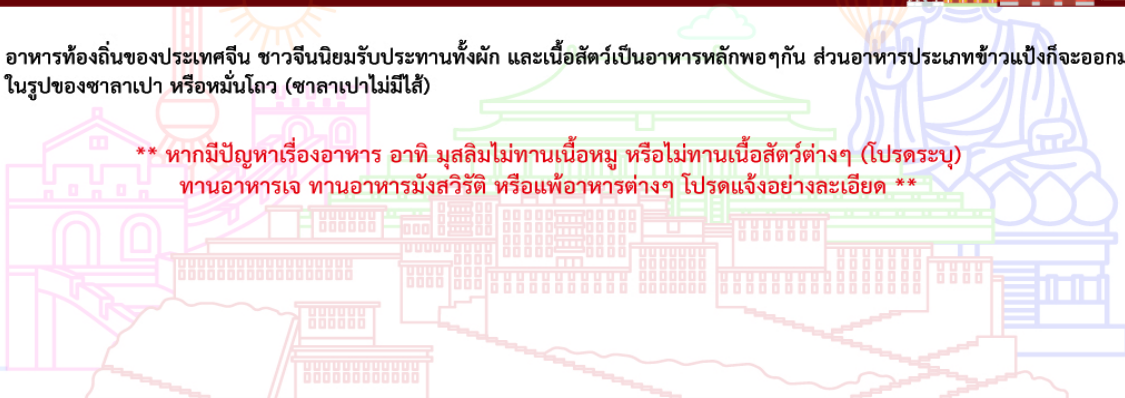 อาหารท้องถิ่นของประเทศจีน ชาวจีนนิยมรับประทานทั้งผัก และเนื้อสัตว์เป็นอาหารหลักพอๆกัน ส่วนอาหารประเภทข้าวแป้งก็จะออกม
ในรูปของซาลาเปา หรือหมั่นโถว (ซาลาเปาไม่มีไส้)
** หากมีปัญหาเรื่องอาหาร อาทิ มุสลิมไม่ทานเนื้อหมู หรือไม่ทานเนื้อสัตว์ต่างๆ (โปรดระบุ)
ทานอาหารเจ ทานอาหารมังสวิรัติ หรือแพ้อาหารต่างๆ โปรดแจ้งอย่างละเอียด **